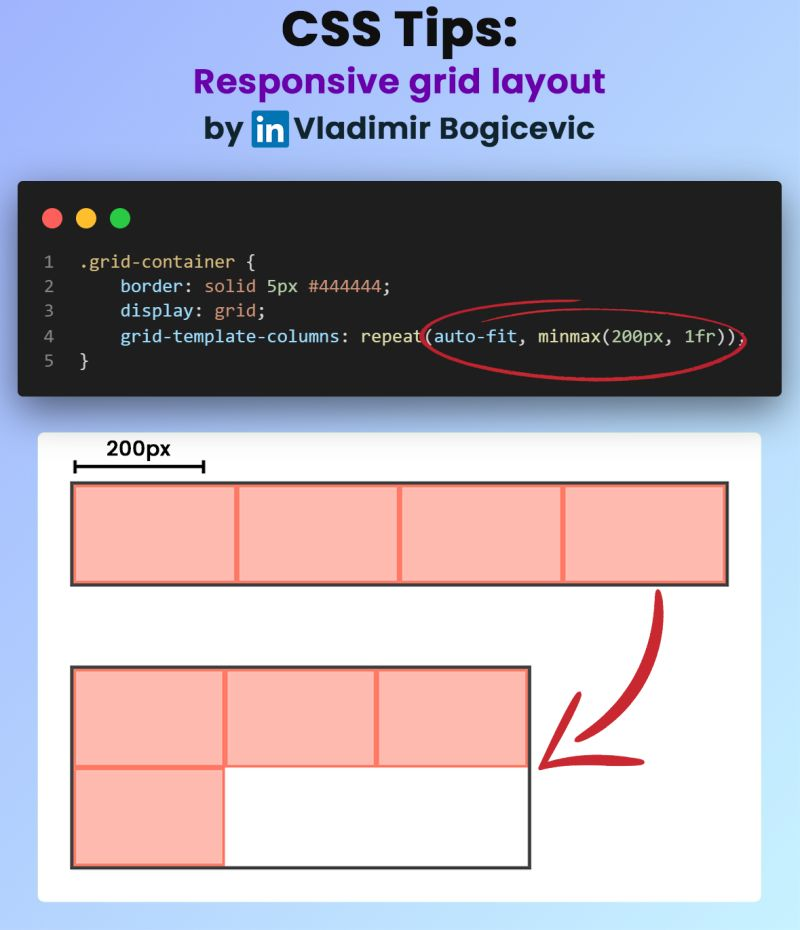 CSS Tips:
Responsive grid layout
by in Vladimir Bogicevic
1 .grid-container {
2     border: solid 5px #444444;
3     display: grid;
4     grid-template-columns: repeat(auto-fit, minmax(200px, 1fr));
5 }
200px